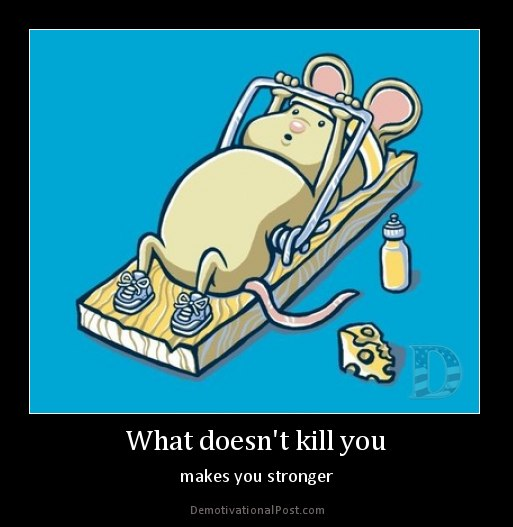 D
What doesn't kill you
makes you stronger
DemotivationalPost.com